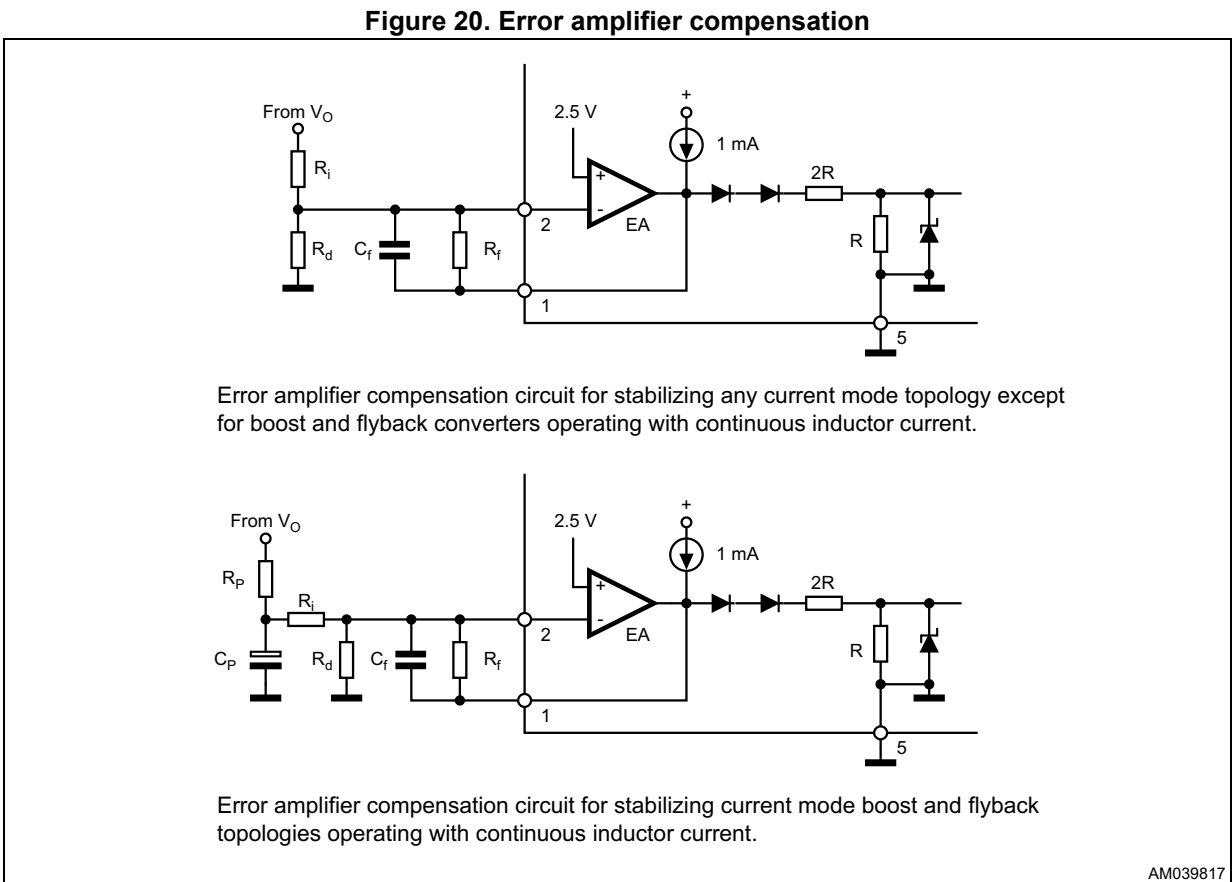 Figure 20. Error amplifier compensation
From VO
Ri
Rd
Cf
Rf
2.5 V
+
1 mA
+
-
EA
2
1
2R
R
5
Error amplifier compensation circuit for stabilizing any current mode topology except
for boost and flyback converters operating with continuous inductor current.
From VO
RP
Ri
CP
Rd
Cf
Rf
2.5 V
+
1 mA
+
-
EA
2
1
2R
R
5
Error amplifier compensation circuit for stabilizing current mode boost and flyback
topologies operating with continuous inductor current.
AM039817